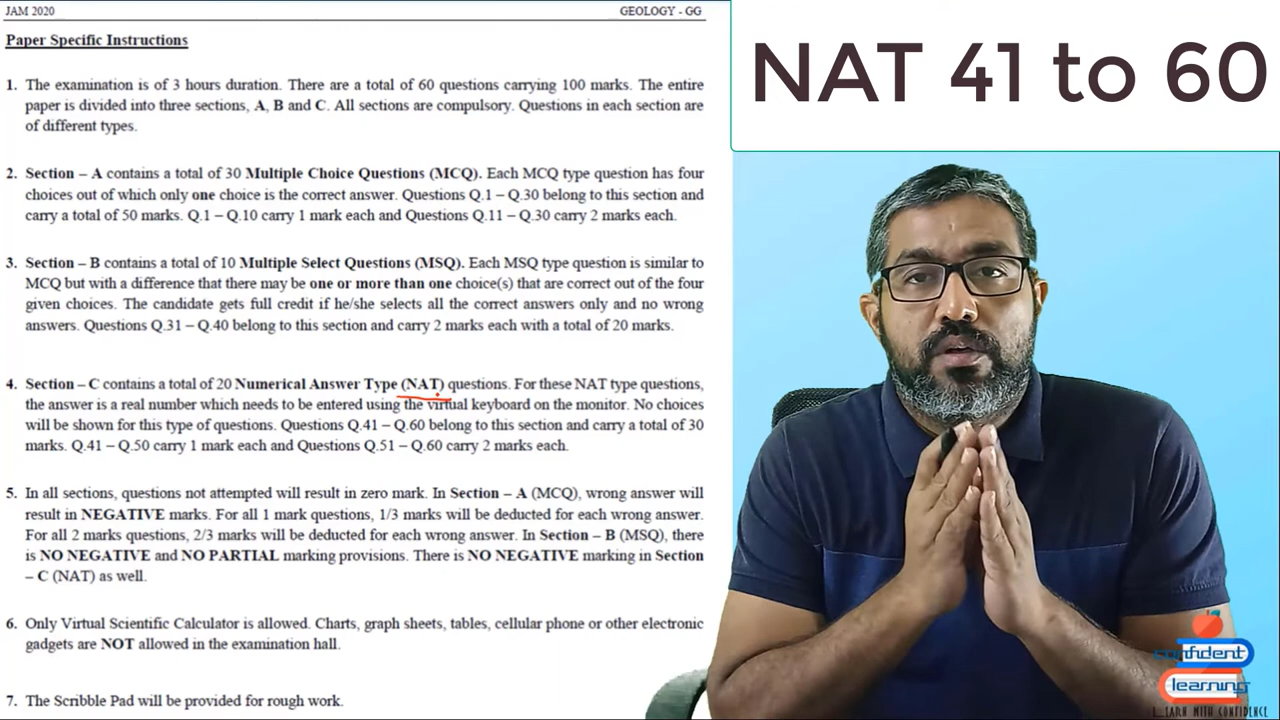 JAM 2020
GEOLOGY - GG
Paper Specific Instructions
1. The examination is of 3 hours duration. There are a total of 60 questions carrying 100 marks. The entire
paper is divided into three sections, A, B and C. All sections are compulsory. Questions in each section are
of different types.
2. Section – A contains a total of 30 Multiple Choice Questions (MCQ). Each MCQ type question has four
choices out of which only one choice is the correct answer. Questions Q.1 – Q.30 belong to this section and
carry a total of 50 marks. Q.1 – Q.10 carry 1 mark each and Questions Q.11 – Q.30 carry 2 marks each.
3. Section – B contains a total of 10 Multiple Select Questions (MSQ). Each MSQ type question is similar to
MCQ but with a difference that there may be one or more than one choice(s) that are correct out of the four
given choices. The candidate gets full credit if he/she selects all the correct answers only and no wrong
answers. Questions Q.31 – Q.40 belong to this section and carry 2 marks each with a total of 20 marks.
4. Section – C contains a total of 20 Numerical Answer Type (NAT) questions. For these NAT type questions,
the answer is a real number which needs to be entered using the virtual keyboard on the monitor. No choices
will be shown for this type of questions. Questions Q.41 – Q.60 belong to this section and carry a total of 30
marks. Q.41 – Q.50 carry 1 mark each and Questions Q.51 – Q.60 carry 2 marks each.
5. In all sections, questions not attempted will result in zero mark. In Section – A (MCQ), wrong answer will
result in NEGATIVE marks. For all 1 mark questions, 1/3 marks will be deducted for each wrong answer.
For all 2 marks questions, 2/3 marks will be deducted for each wrong answer. In Section – B (MSQ), there
is NO NEGATIVE and NO PARTIAL marking provisions. There is NO NEGATIVE marking in Section
– C (NAT) as well.
6. Only Virtual Scientific Calculator is allowed. Charts, graph sheets, tables, cellular phone or other electronic
gadgets are NOT allowed in the examination hall.
7. The Scribble Pad will be provided for rough work.
NAT 41 to 60
confident
learning
LEARN WITH CONFIDENCE